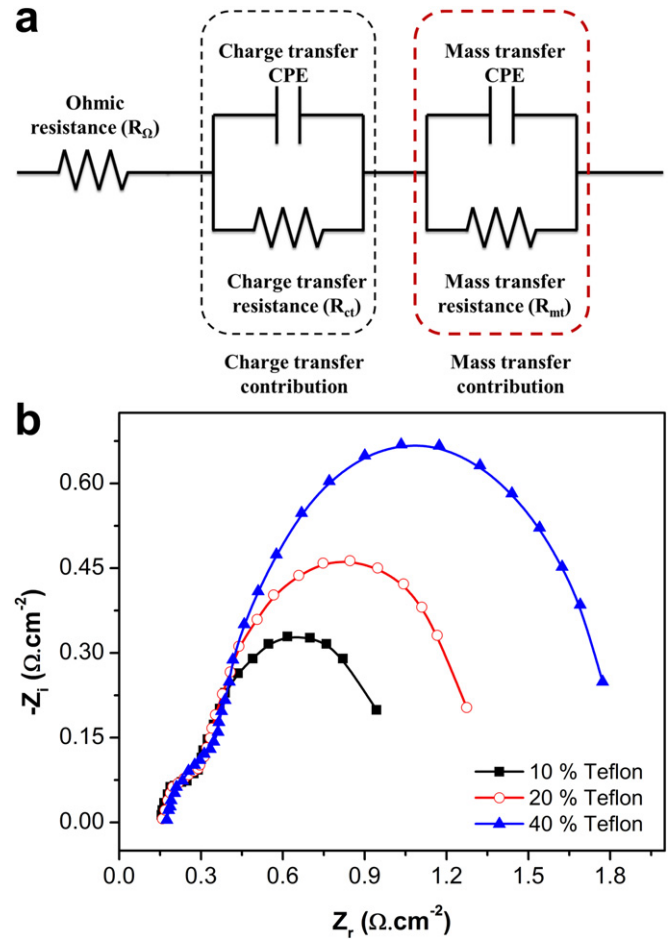 a
Charge transfer
CPE
Mass transfer
CPE
Ohmic
resistance (RΩ)
Charge transfer
resistance (Rct)
Mass transfer
resistance (Rmt)
Charge transfer
contribution
Mass transfer
contribution
b
0.60
0.45
0.30
0.15
0.00
-Zi (Ω.cm-2)
10 % Teflon
20 % Teflon
40 % Teflon
0.0 0.3 0.6 0.9 1.2 1.5 1.8
Zr (Ω.cm-2)